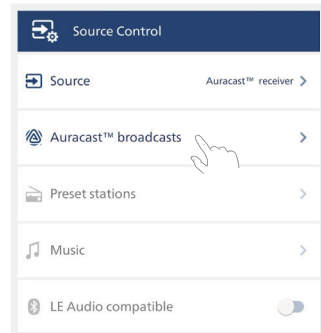 Source Control
Source Auracast™ receiver
Auracast™ broadcasts
Preset stations
Music
LE Audio compatible